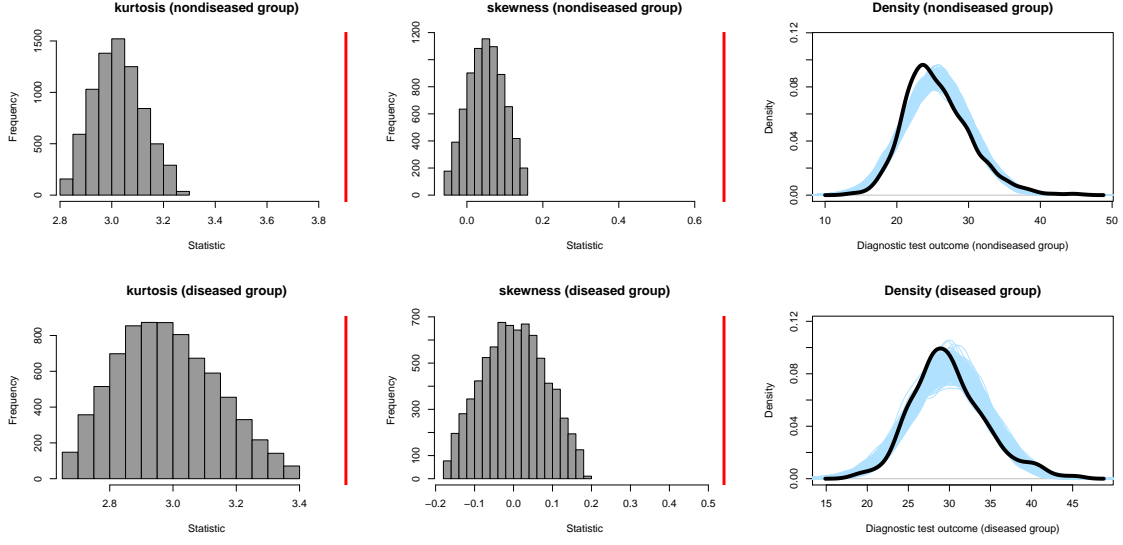 kurtosis (nondiseased group)
Frequency
0 500 1000 1500
2.8 3.0 3.2 3.4 3.6 3.8
Statistic
skewness (nondiseased group)
Frequency
0 200 400 600 800 1200
0.0 0.2 0.4 0.6
Statistic
Density (nondiseased group)
Density
0.00 0.04 0.08 0.12
10 20 30 40 50
Diagnostic test outcome (nondiseased group)
kurtosis (diseased group)
Frequency
0 200 400 600 800
2.8 3.0 3.2 3.4
Statistic
skewness (diseased group)
Frequency
0 100 300 500 700
−0.2 −0.1 0.0 0.1 0.2 0.3 0.4 0.5
Statistic
Density (diseased group)
Density
0.00 0.04 0.08 0.12
15 20 25 30 35 40 45
Diagnostic test outcome (diseased group)